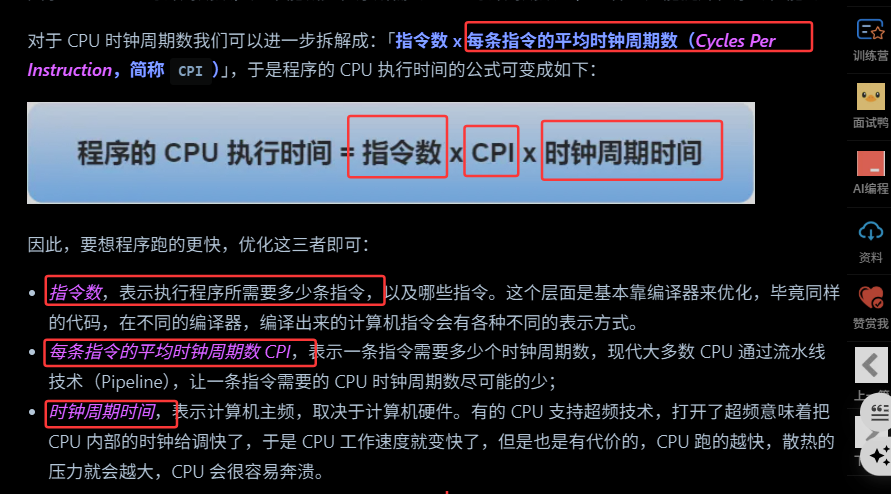 对于 CPU 时钟周期数我们可以进一步拆解成：「指令数 x 每条指令的平均时钟周期数（Cycles Per
Instruction，简称 CPI）」，于是程序的 CPU 执行时间的公式可变成如下：
程序的 CPU 执行时间 = 指令数 x CPI x 时钟周期时间
因此，要想程序跑的更快，优化这三者即可：
• 指令数，表示执行程序所需要多少条指令，以及哪些指令。这个层面是基本靠编译器来优化，毕竟同样
的代码，在不同的编译器，编译出来的计算机指令会有各种不同的表示方式。
• 每条指令的平均时钟周期数 CPI，表示一条指令需要多少个时钟周期数，现代大多数 CPU 通过流水线
技术（Pipeline），让一条指令需要的 CPU 时钟周期数尽可能的少；
• 时钟周期时间，表示计算机主频，取决于计算机硬件。有的 CPU 支持超频技术，打开了超频意味着把
CPU 内部的时钟给调快了，于是 CPU 工作速度就变快了，但是也是有代价的，CPU 跑的越快，散热的
压力就会越大，CPU 会很容易奔溃。
训练营
面试鸭
AI编程
资料
赞赏我